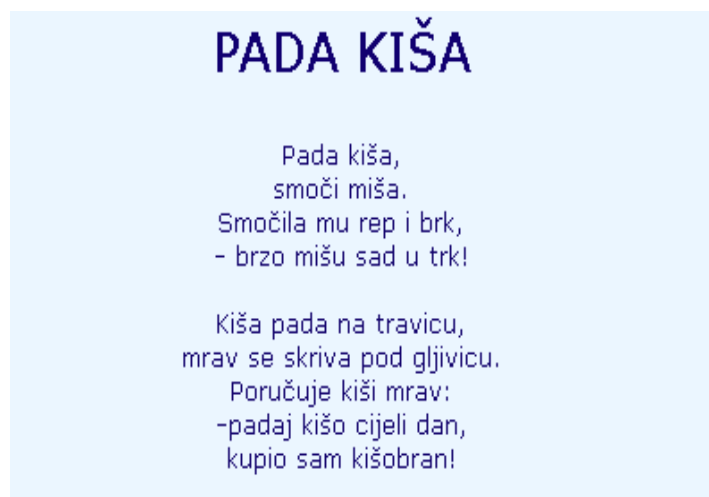 PADA KIŠA
Pada kiša,
smoči miša.
Smočila mu rep i brk,
- brzo mišu sad u trk!
Kiša pada na travicu,
mrav se skriva pod gljivicu.
Poručuje kiši mrav:
-padaj kišo cijeli dan,
kupio sam kišobran!